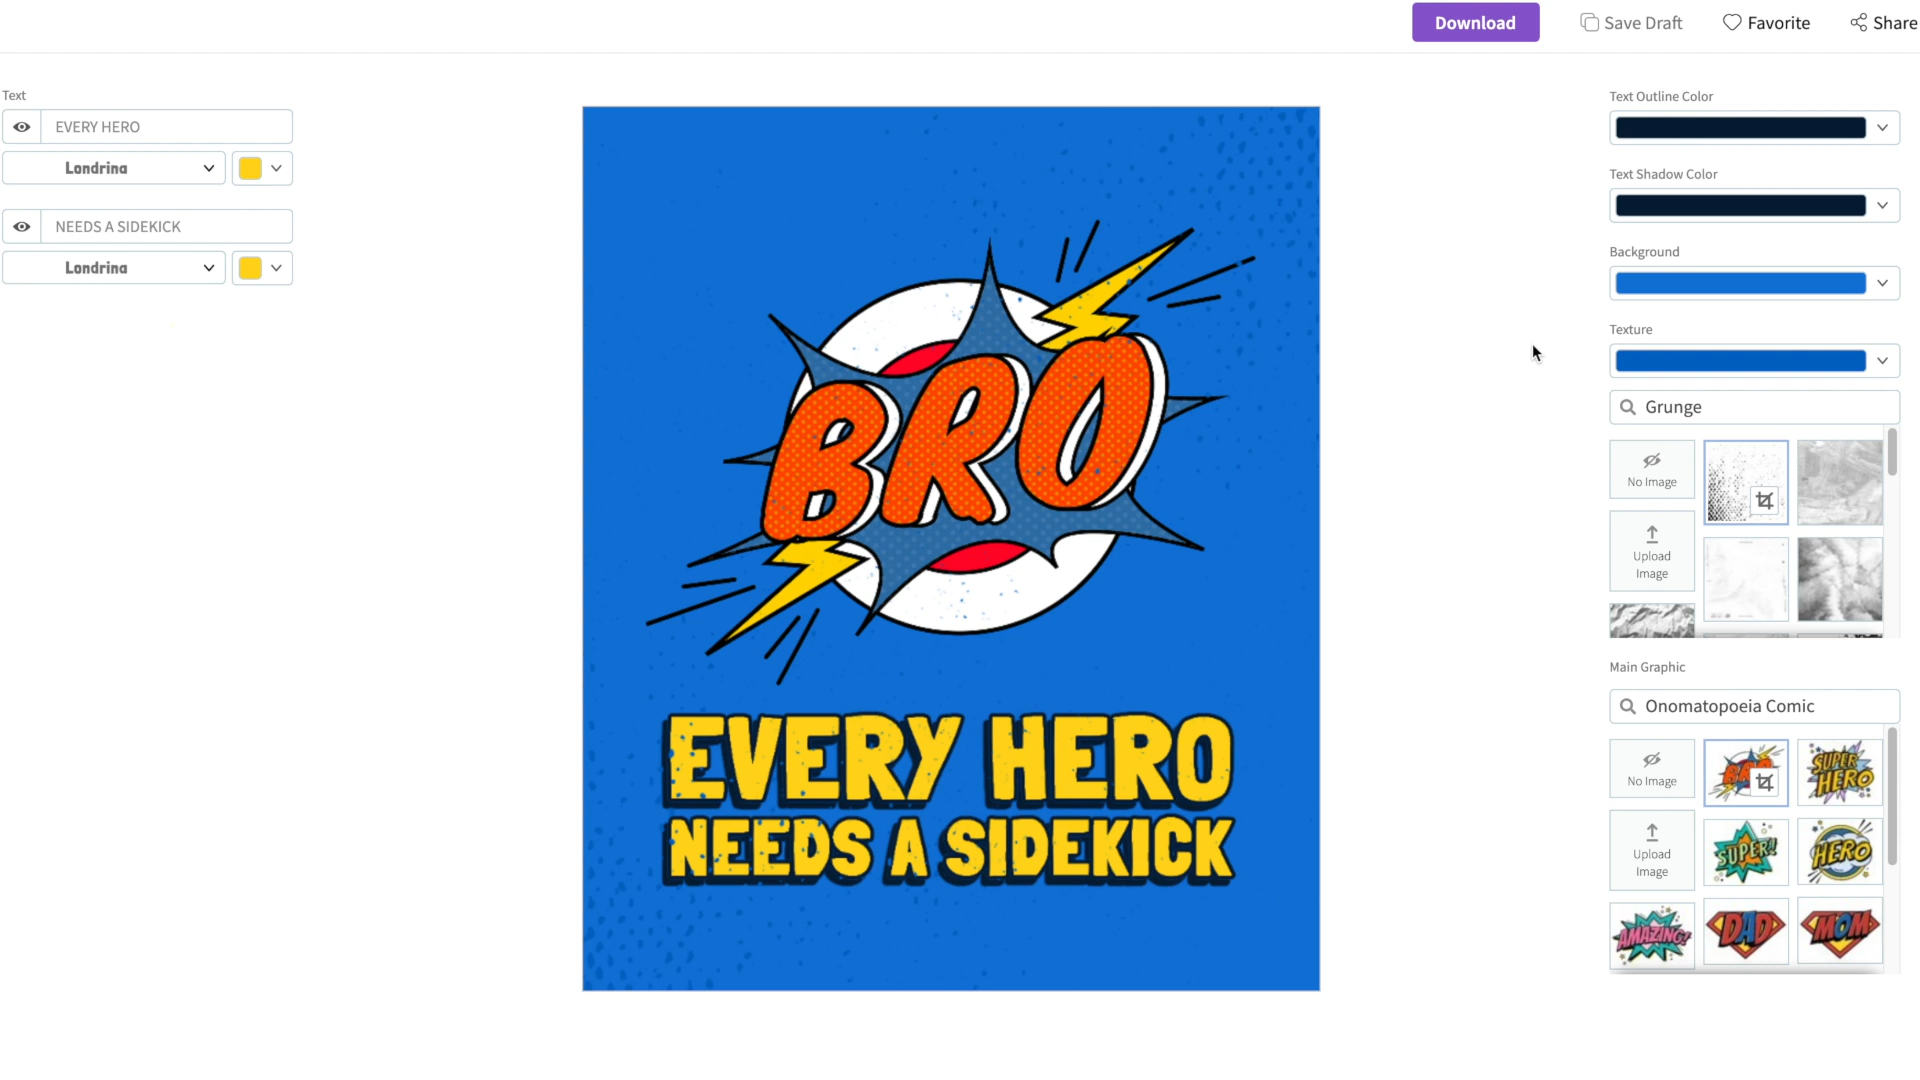 Download
Save Draft
Favorite
Share
Text
EVERY HERO
Londrina
NEEDS A SIDEKICK
Londrina
BRO
EVERY HERO
NEEDS A SIDEKICK
Text Outline Color
Text Shadow Color
Background
Texture
Grunge
No Image
Upload
Image
Main Graphic
Onomatopoeia Comic
No Image
BRO
SUPER
HERO
Upload
Image
SUPER!
HERO
AMAZING!
DAD
MOM